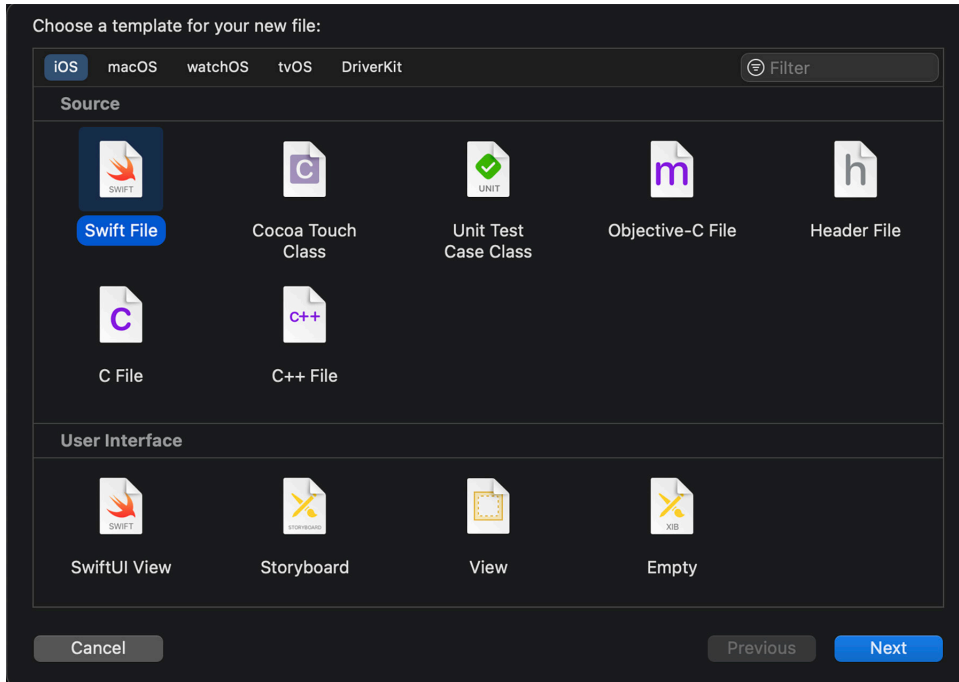 Choose a template for your new file:
iOS macOS watchOS tvOS DriverKit Filter
Source
SWIFT C UNIT m h
Swift File Cocoa Touch Class Unit Test Case Class Objective-C File Header File
C C++
C File C++ File
User Interface
SWIFT STORYBOARD XIB
SwiftUI View Storyboard View Empty
Cancel Previous Next